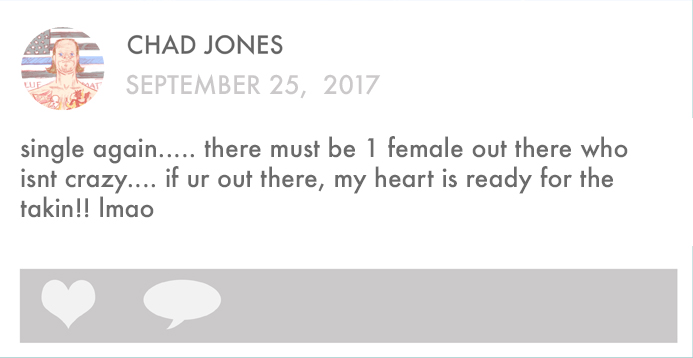 CHAD JONES
SEPTEMBER 25, 2017
single again..... there must be 1 female out there who
isnt crazy.... if ur out there, my heart is ready for the
takin!! lmao